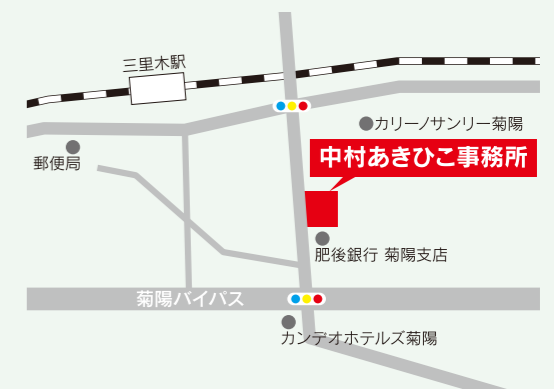 三里木駅
カリーノサンリー菊陽
中村あきひこ事務所
郵便局
肥後銀行 菊陽支店
菊陽バイパス
カンデオホテルズ菊陽